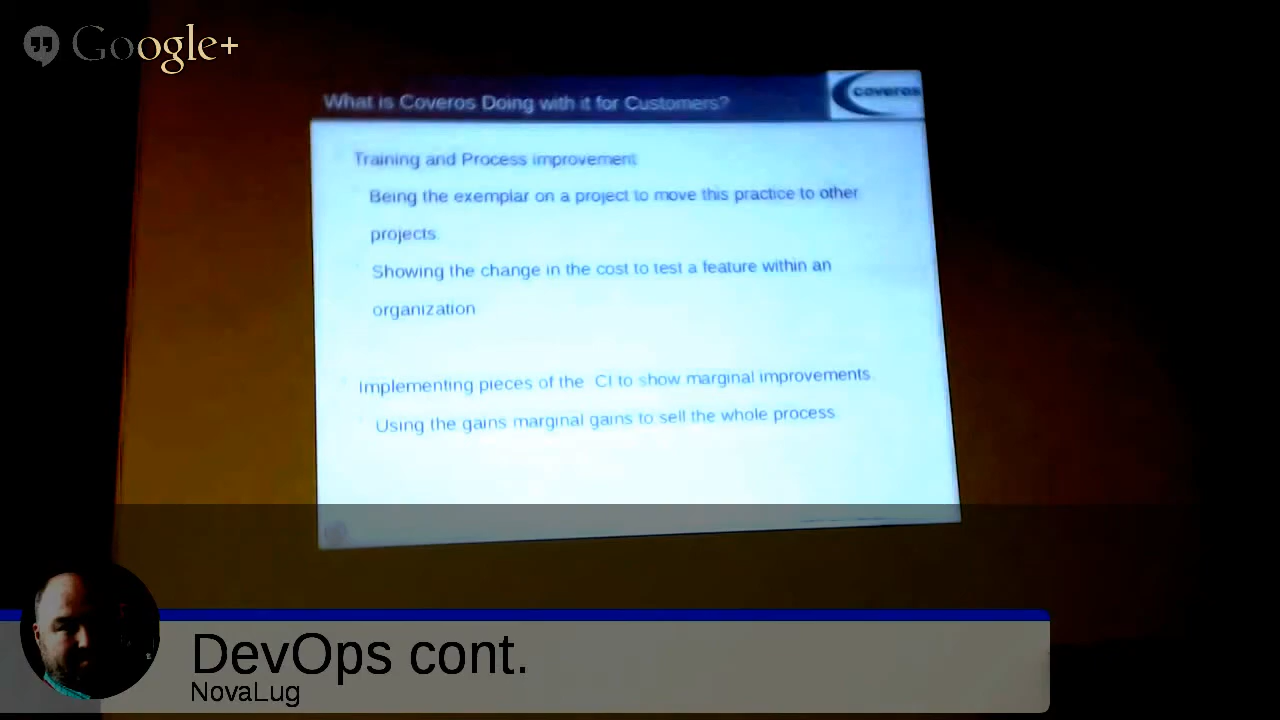 Google+
What is Coveros Doing with it for Customers?
coveros
Training and Process improvement
Being the exemplar on a project to move this practice to other
projects.
Showing the change in the cost to test a feature within an
organization
Implementing pieces of the CI to show marginal improvements.
Using the gains marginal gains to sell the whole process
DevOps cont.
NovaLug